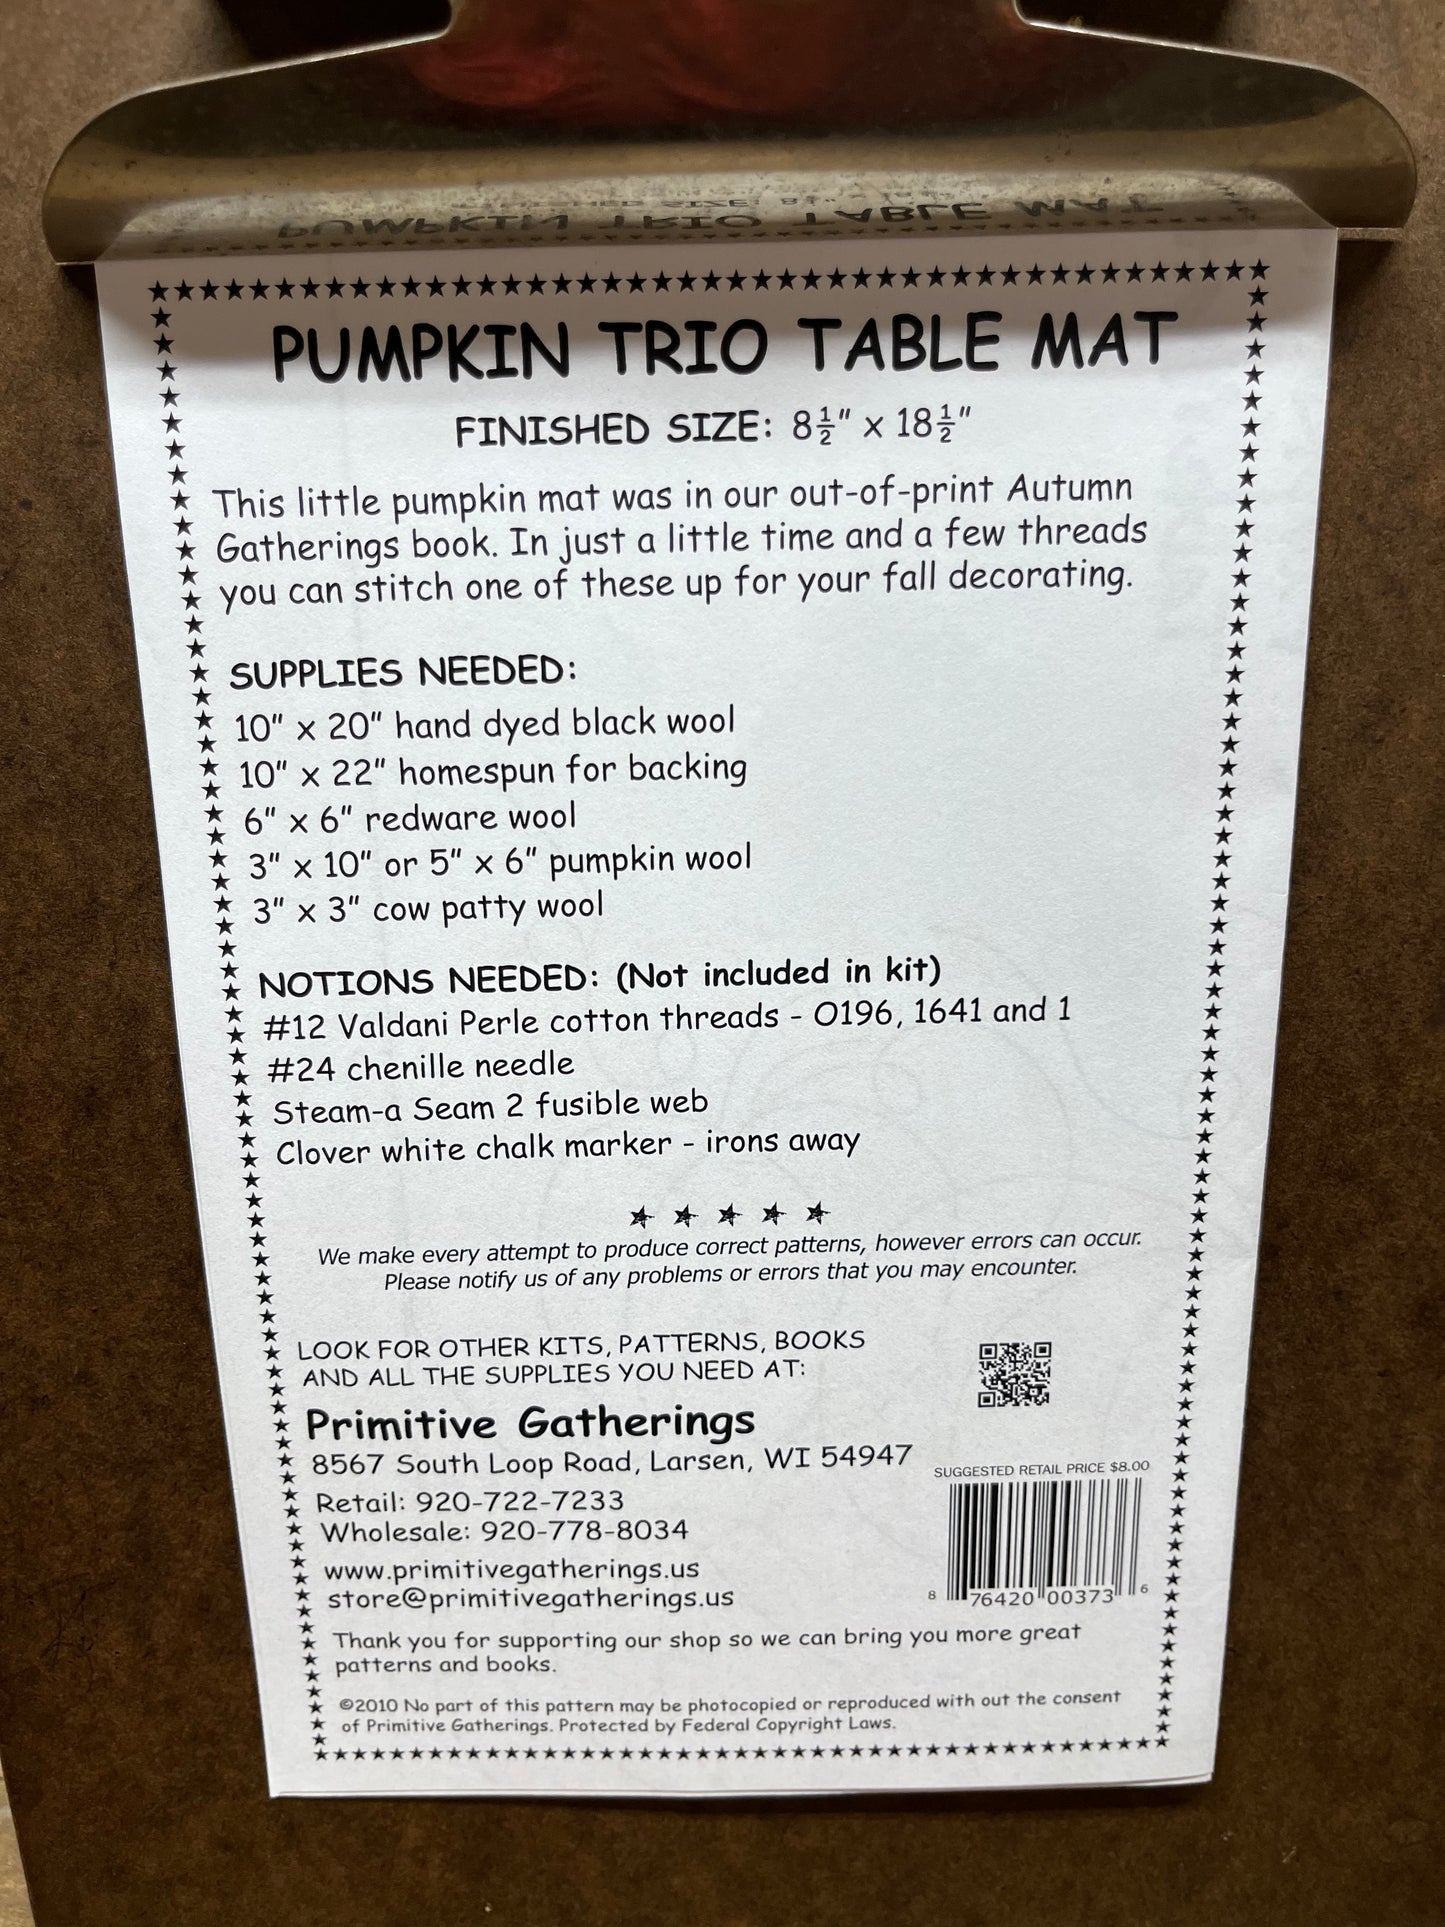 PUMPKIN TRIO TABLE MAT
FINISHED SIZE: 8½" x 18½"
This little pumpkin mat was in our out-of-print Autumn
Gatherings book. In just a little time and a few threads
you can stitch one of these up for your fall decorating.
SUPPLIES NEEDED:
10" x 20" hand dyed black wool
10" x 22" homespun for backing
6" x 6" redware wool
3" x 10" or 5" x 6" pumpkin wool
3" x 3" cow patty wool
NOTIONS NEEDED: (Not included in kit)
#12 Valdani Perle cotton threads - O196, 1641 and 1
#24 chenille needle
Steam-a Seam 2 fusible web
Clover white chalk marker - irons away
We make every attempt to produce correct patterns, however errors can occur.
Please notify us of any problems or errors that you may encounter.
LOOK FOR OTHER KITS, PATTERNS, BOOKS
AND ALL THE SUPPLIES YOU NEED AT:
Primitive Gatherings
8567 South Loop Road, Larsen, WI 54947
Retail: 920-722-7233
Wholesale: 920-778-8034
www.primitivegatherings.us
store@primitivegatherings.us
SUGGESTED RETAIL PRICE $8.00
8 76420 00373 6
Thank you for supporting our shop so we can bring you more great
patterns and books.
©2010 No part of this pattern may be photocopied or reproduced with out the consent
of Primitive Gatherings. Protected by Federal Copyright Laws.